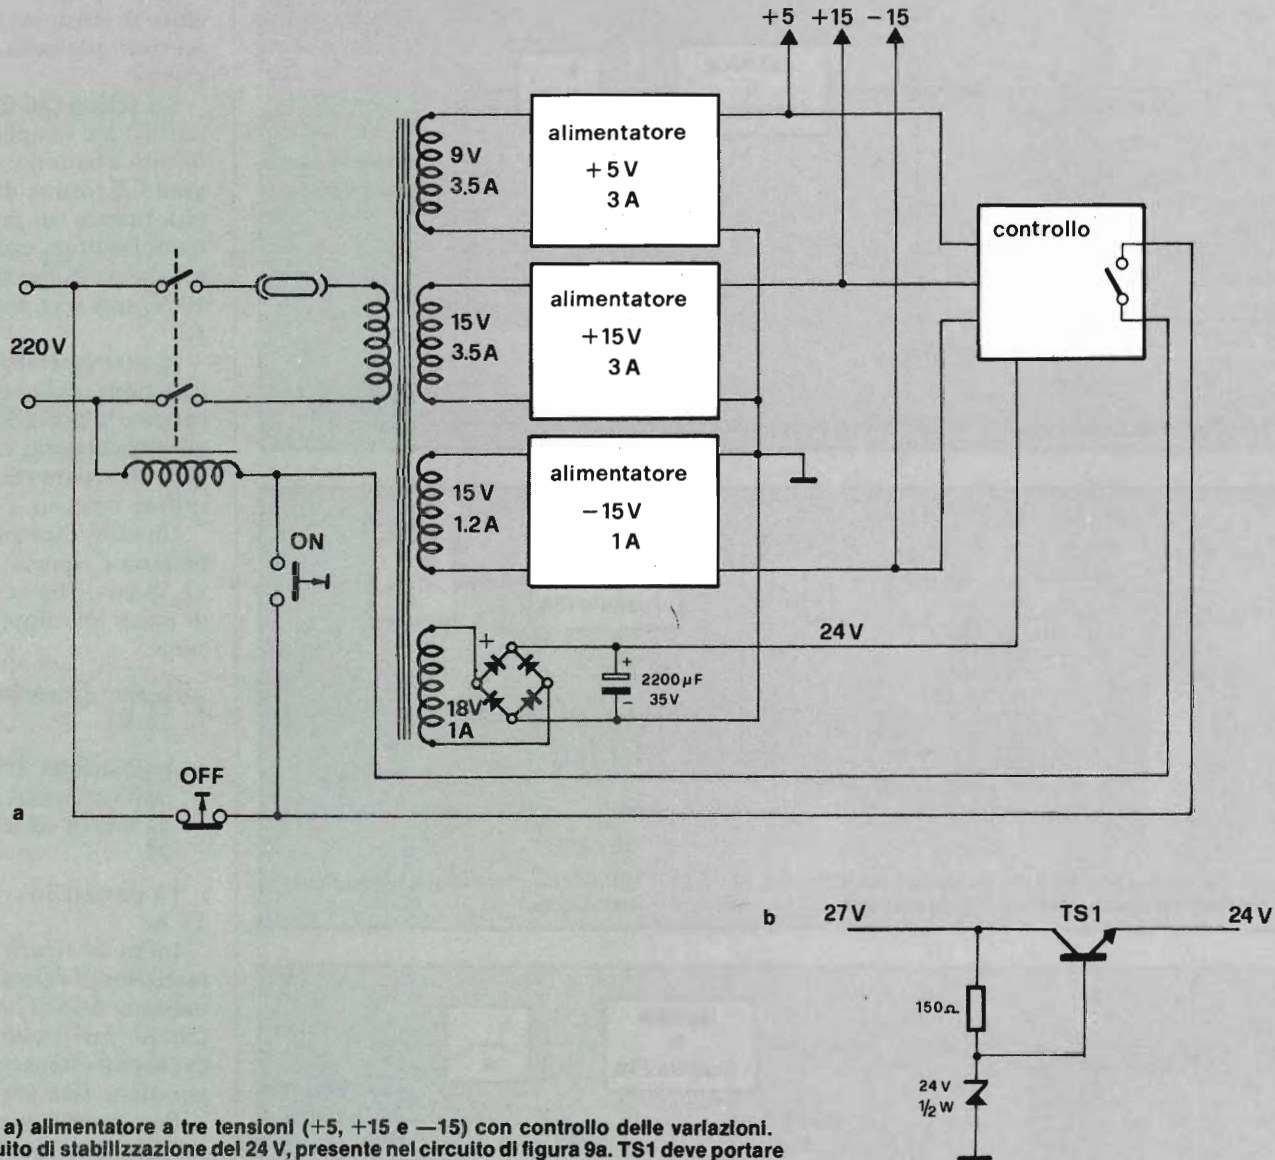 +5 +15 −15
alimentatore
+5V
3A
9V
3.5A
controllo
alimentatore
+15V
3A
15V
3.5A
220V
alimentatore
−15V
1A
15V
1.2A
ON
24V
+
+
2200µF
35V
−
18V
1A
OFF
a
b
27V
TS1
24V
150Ω
24V
½W
a) alimentatore a tre tensioni (+5, +15 e —15) con controllo delle variazioni.
uito di stabilizzazione del 24 V, presente nel circuito di figura 9a. TS1 deve portare